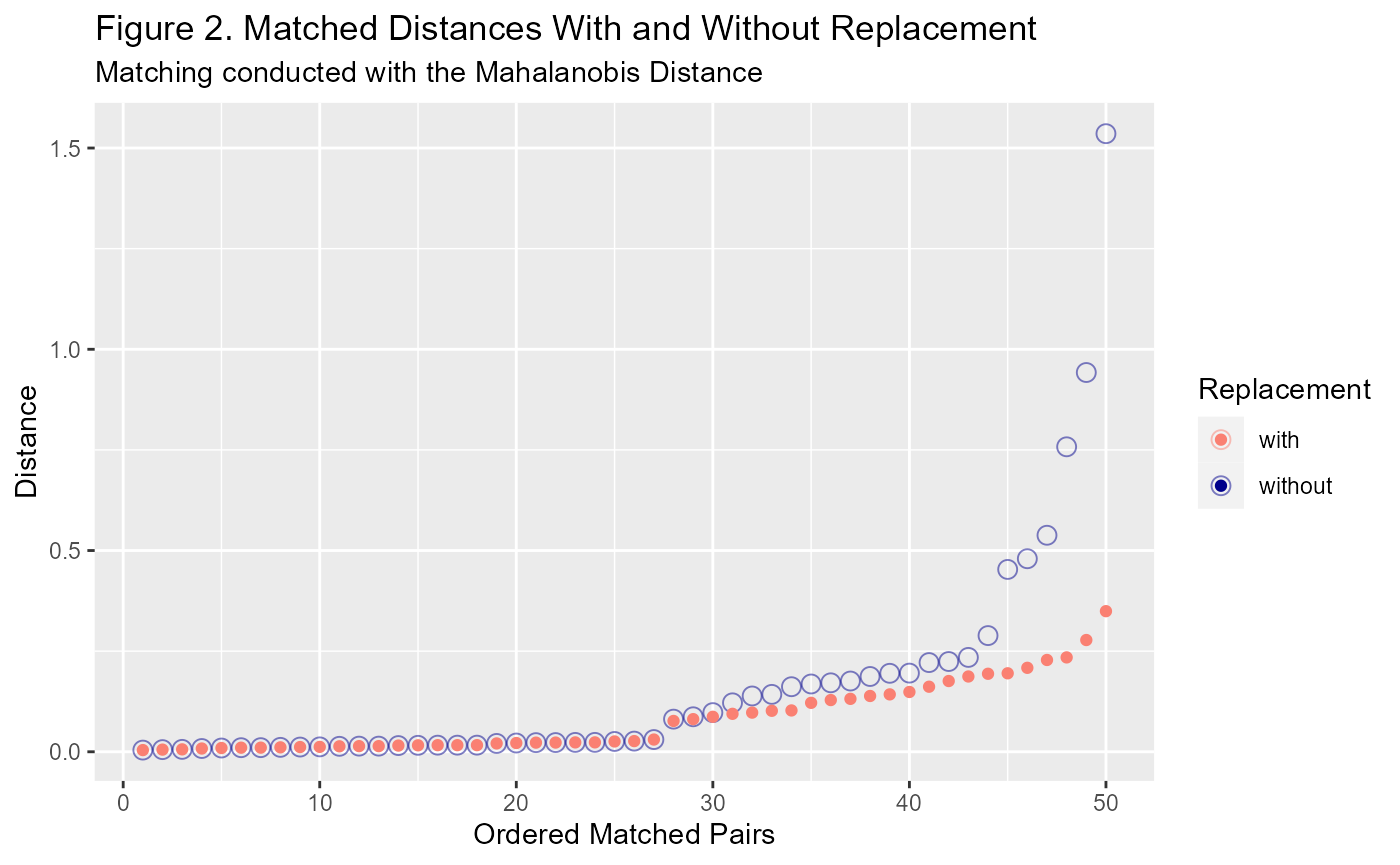 Figure 2. Matched Distances With and Without Replacement
Matching conducted with the Mahalanobis Distance
1.5
1.0
0.5
0.0
Distance
0 10 20 30 40 50
Ordered Matched Pairs
Replacement
with
without